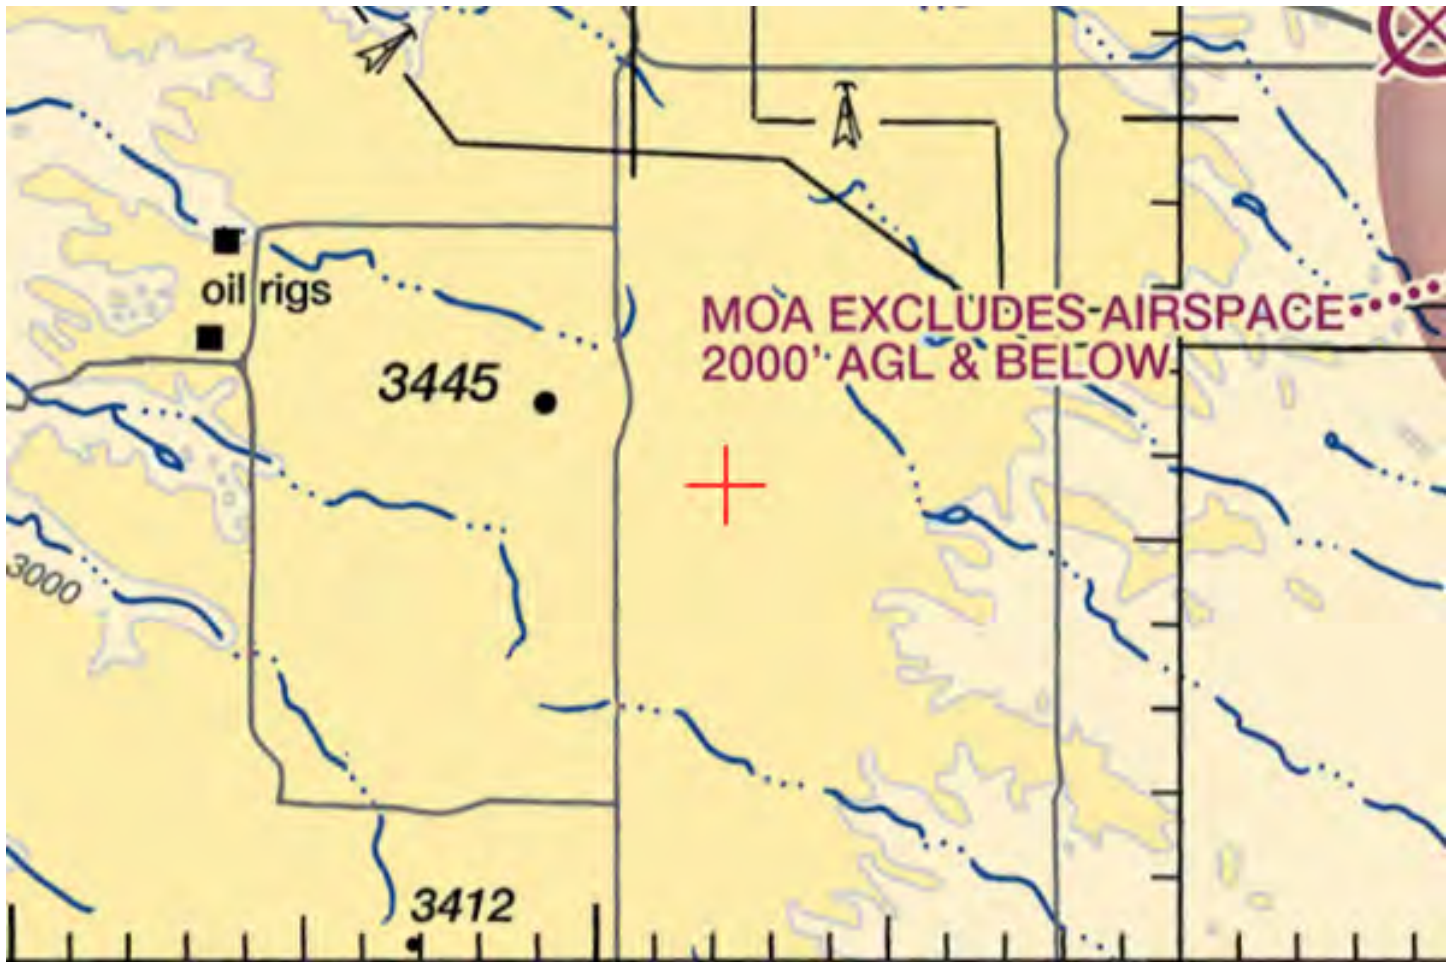 MOA EXCLUDES AIRSPACE
2000' AGL & BELOW
oil rigs
3445
3000
3412